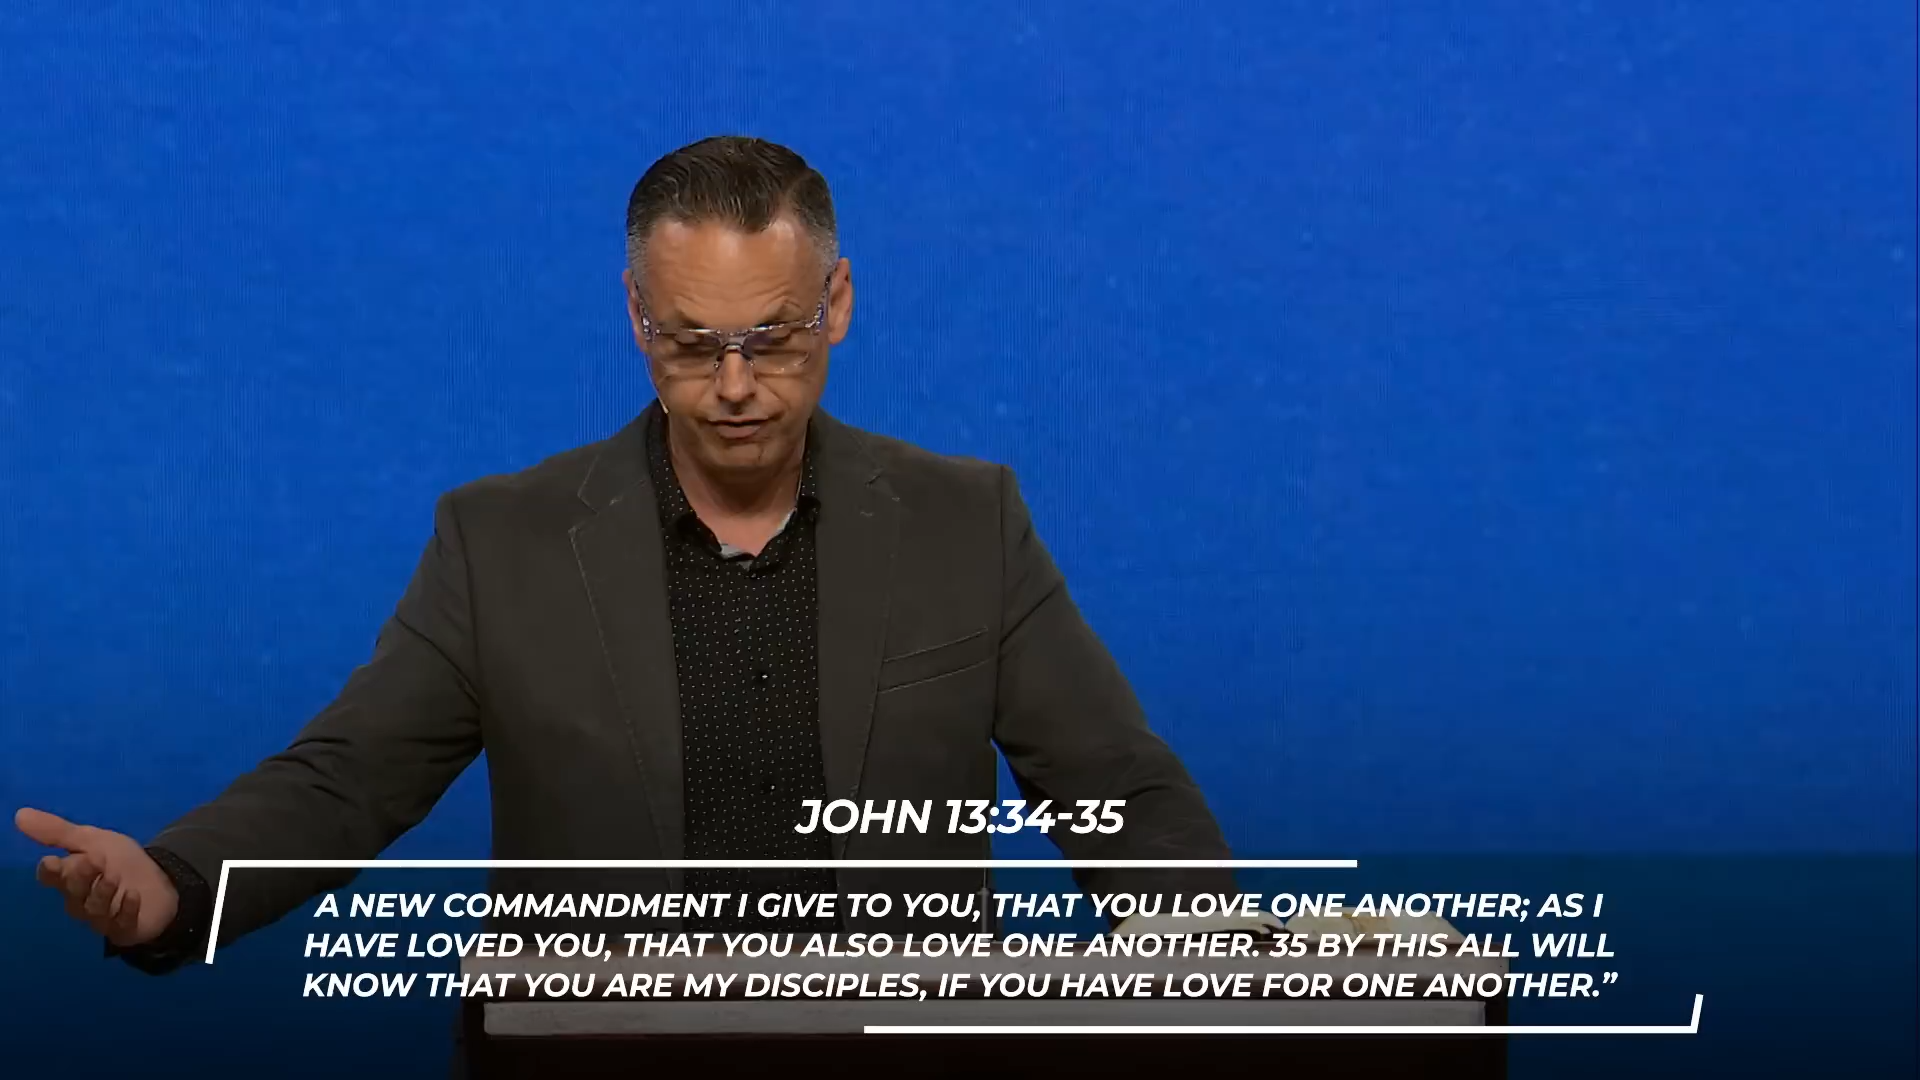 JOHN 13:34-35
A NEW COMMANDMENT I GIVE TO YOU, THAT YOU LOVE ONE ANOTHER; AS I
HAVE LOVED YOU, THAT YOU ALSO LOVE ONE ANOTHER. 35 BY THIS ALL WILL
KNOW THAT YOU ARE MY DISCIPLES, IF YOU HAVE LOVE FOR ONE ANOTHER.”